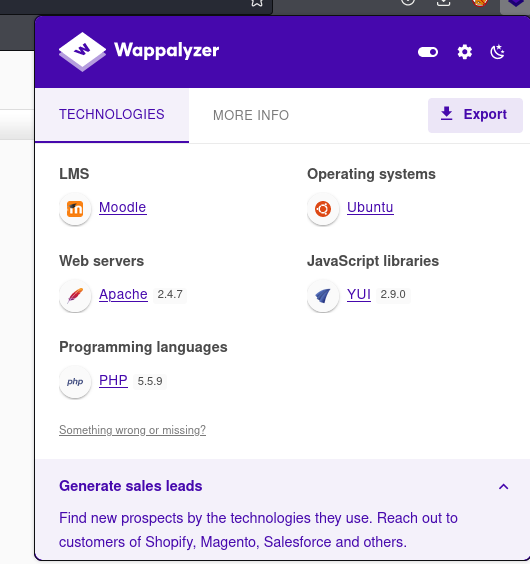 Wappalyzer
TECHNOLOGIES
MORE INFO
Export
LMS
Moodle
Operating systems
Ubuntu
Web servers
Apache 2.4.7
JavaScript libraries
YUI 2.9.0
Programming languages
php PHP 5.5.9
Something wrong or missing?
Generate sales leads
Find new prospects by the technologies they use. Reach out to
customers of Shopify, Magento, Salesforce and others.